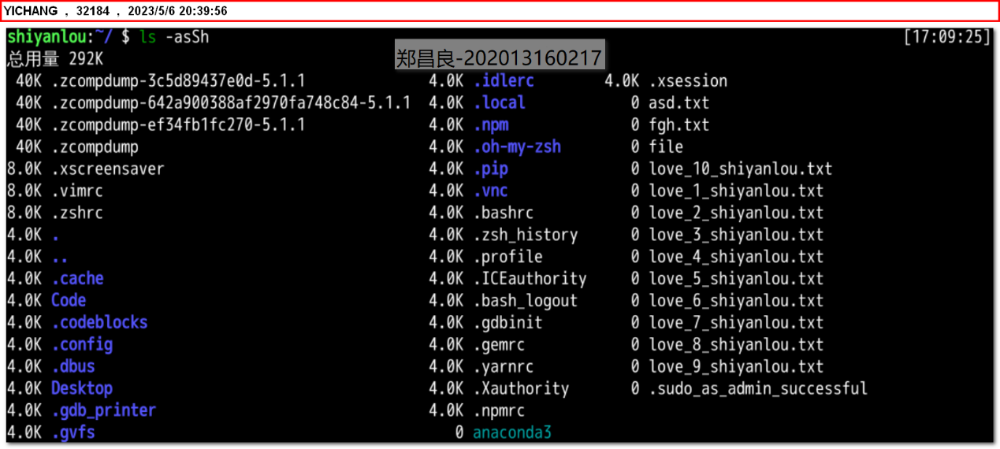 YICHANG , 32184 , 2023/5/6 20:39:56
shiyanlou:~/ $ ls -asSh [17:09:25]
总用量 292K
郑昌良-202013160217
40K .zcompdump-3c5d89437e0d-5.1.1 4.0K .idlerc 4.0K .xsession
40K .zcompdump-642a900388af2970fa748c84-5.1.1 4.0K .local 0 asd.txt
40K .zcompdump-ef34fb1fc270-5.1.1 4.0K .npm 0 fgh.txt
40K .zcompdump 4.0K .oh-my-zsh 0 file
8.0K .xscreensaver 4.0K .pip 0 love_10_shiyanlou.txt
8.0K .vimrc 4.0K .vnc 0 love_1_shiyanlou.txt
8.0K .zshrc 4.0K .bashrc 0 love_2_shiyanlou.txt
4.0K . 4.0K .zsh_history 0 love_3_shiyanlou.txt
4.0K .. 4.0K .profile 0 love_4_shiyanlou.txt
4.0K .cache 4.0K .ICEauthority 0 love_5_shiyanlou.txt
4.0K Code 4.0K .bash_logout 0 love_6_shiyanlou.txt
4.0K .codeblocks 4.0K .gdbinit 0 love_7_shiyanlou.txt
4.0K .config 4.0K .gemrc 0 love_8_shiyanlou.txt
4.0K .dbus 4.0K .yarnrc 0 love_9_shiyanlou.txt
4.0K Desktop 4.0K .Xauthority 0 .sudo_as_admin_successful
4.0K .gdb_printer 4.0K .npmrc
4.0K .gvfs 0 anaconda3